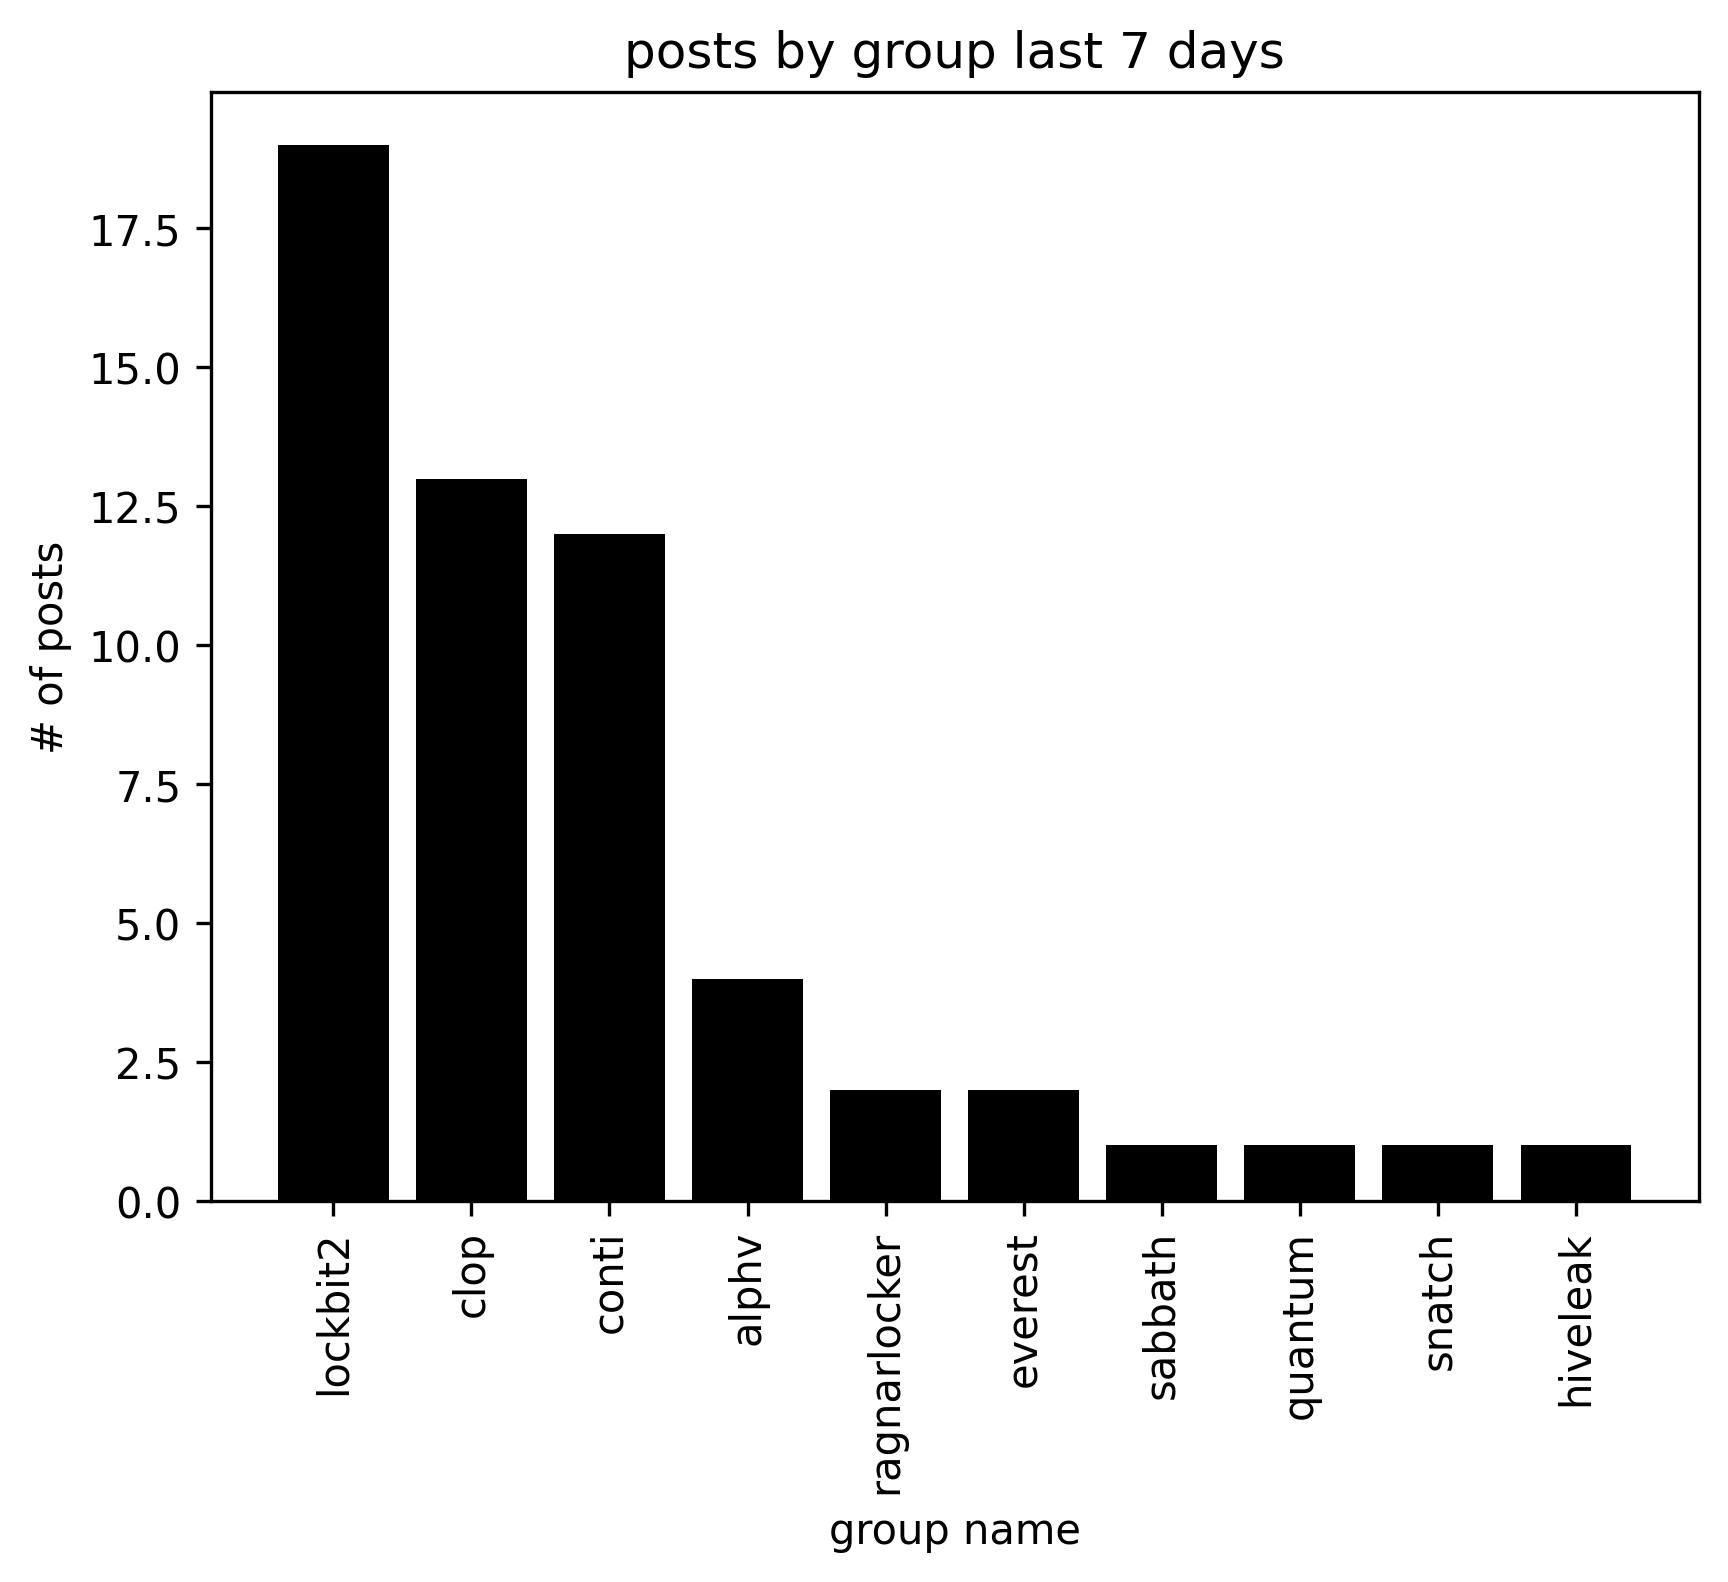 posts by group last 7 days
17.5
15.0
12.5
10.0
7.5
5.0
2.5
0.0
# of posts
lockbit2
clop
conti
alphv
ragnarlocker
everest
sabbath
quantum
snatch
hiveleak
group name